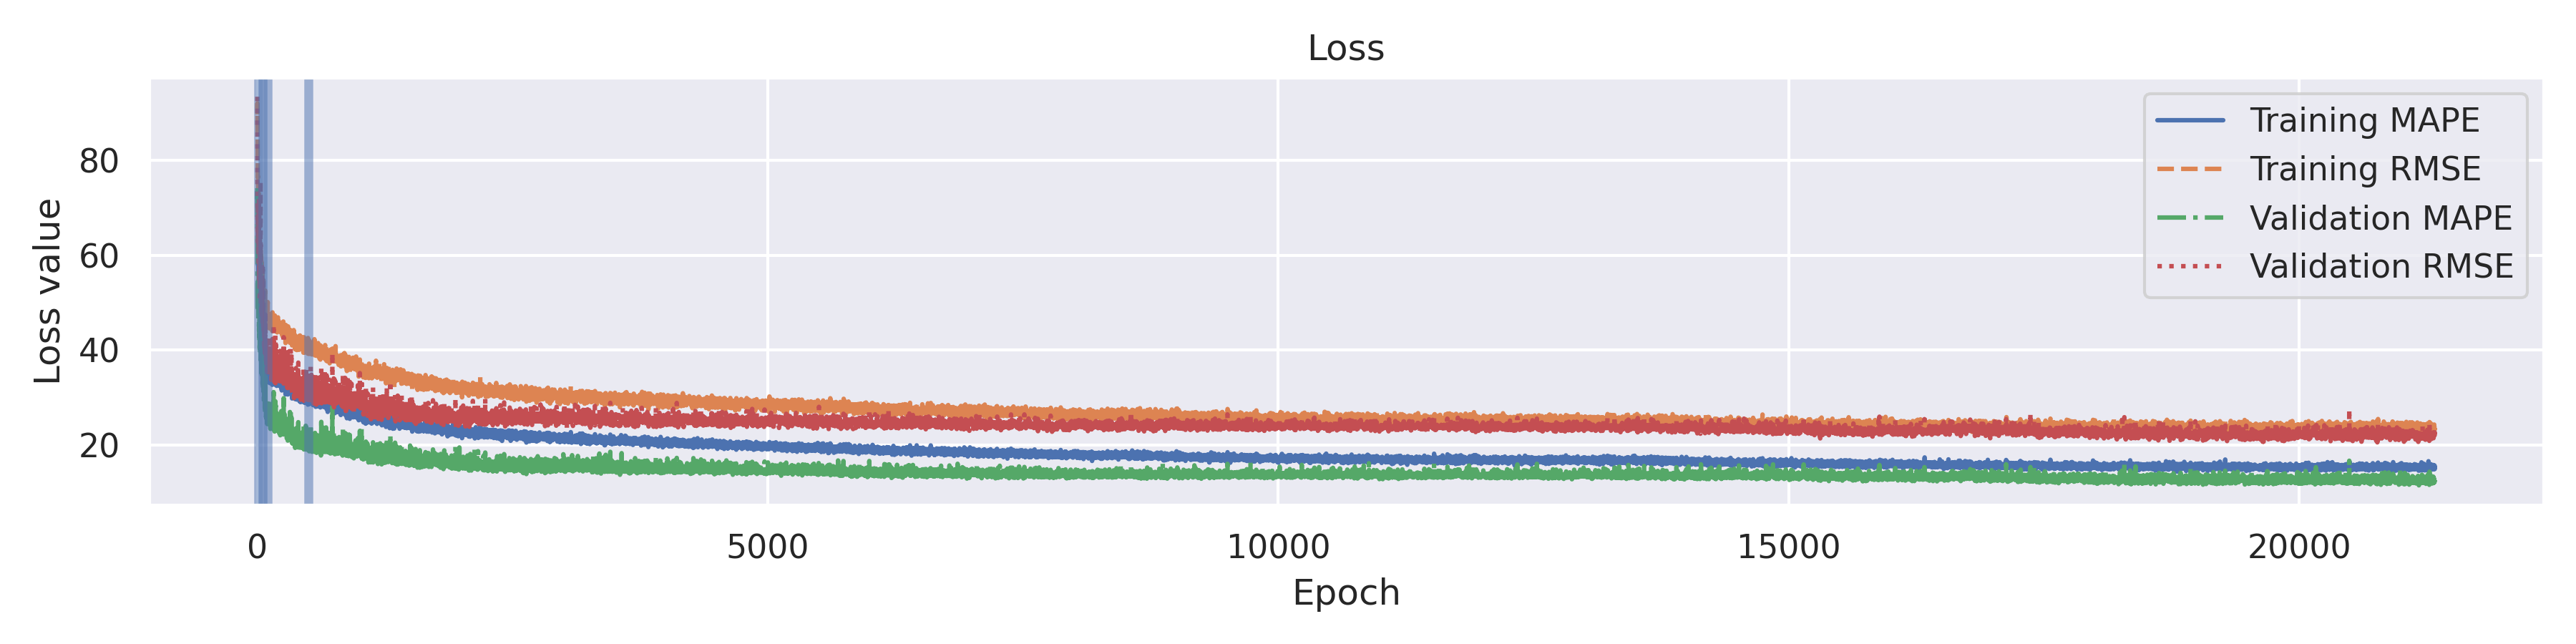 Loss
Training MAPE
Training RMSE
Validation MAPE
Validation RMSE
Loss value
80
60
40
20
0
5000
10000
15000
20000
Epoch